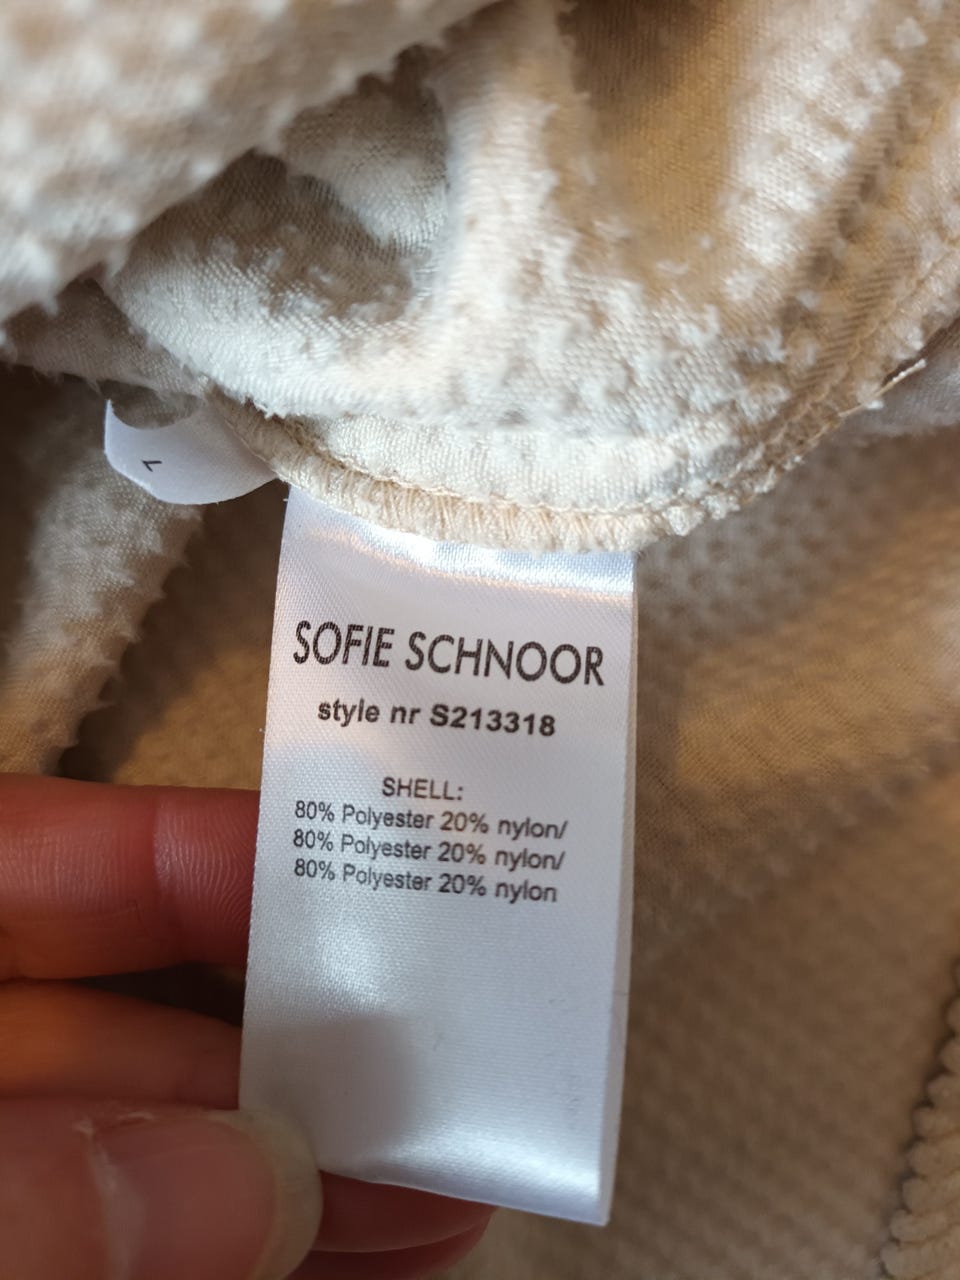 L
SOFIE SCHNOOR
style nr S213318
SHELL:
80% Polyester 20% nylon/
80% Polyester 20% nylon/
80% Polyester 20% nylon